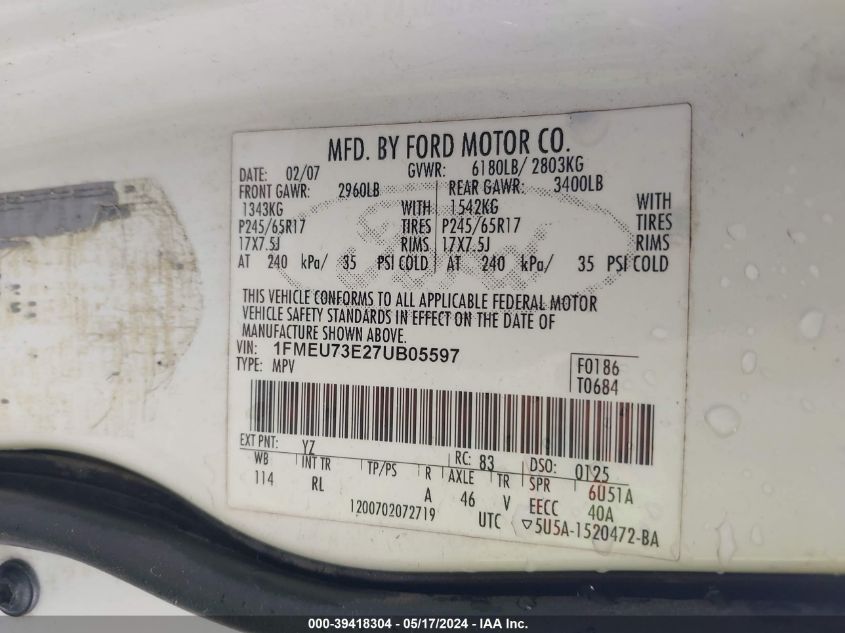 MFD. BY FORD MOTOR CO.
DATE: 02/07 GVWR: 6180LB/ 2803KG
FRONT GAWR: 2960LB REAR GAWR: 3400LB
1343KG WITH 1542KG WITH
P245/65R17 TIRES P245/65R17 TIRES
17X7.5J RIMS 17X7.5J RIMS
AT 240 kPa/ 35 PSI COLD AT 240 kPa/ 35 PSI COLD
THIS VEHICLE CONFORMS TO ALL APPLICABLE FEDERAL MOTOR
VEHICLE SAFETY STANDARDS IN EFFECT ON THE DATE OF
MANUFACTURE SHOWN ABOVE.
VIN: 1FMEU73E27UB05597
TYPE: MPV
F0186
T0684
EXT PNT: YZ RC: 83 DSO: 0125
WB INT TR TP/PS R AXLE TR SPR 6U51A
114 RL A 46 V EECC 40A
1200702072719 UTC ▽5U5A-1520472-BA
000-39418304 — 05/17/2024 — IAA Inc.